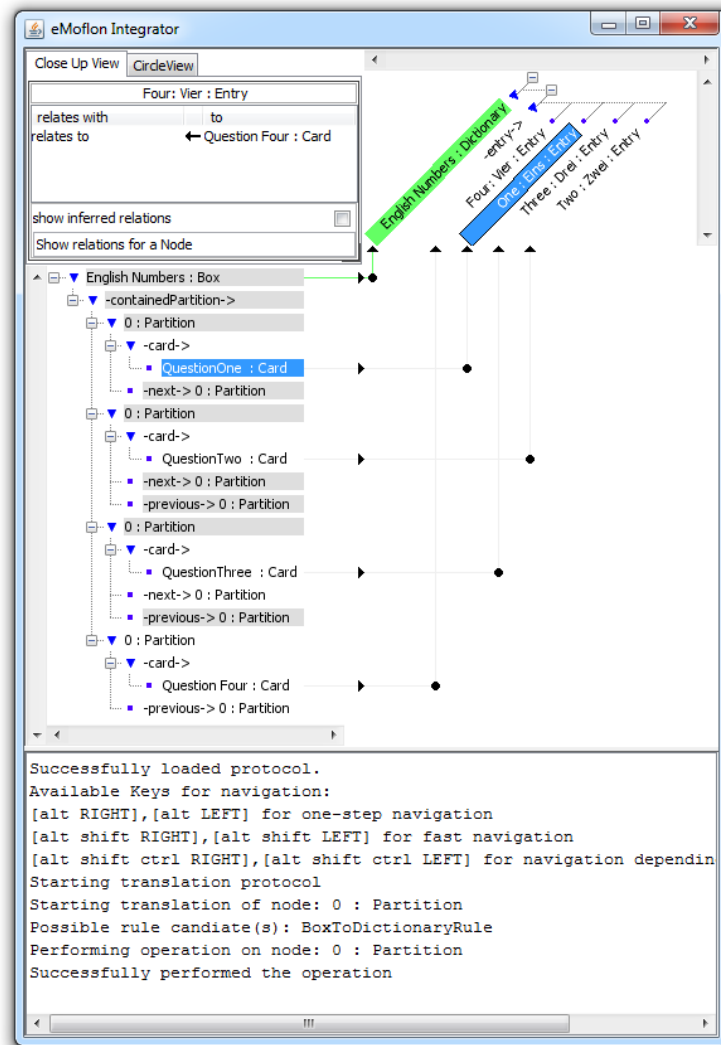 eMoflon Integrator
Close Up View
CircleView
Four: Vier : Entry
relates with to
relates to Question Four : Card
show inferred relations
Show relations for a Node
English Numbers : Dictionary
-entry->
Four: Vier : Entry
One : Eins : Entry
Three : Drei : Entry
Two : Zwei : Entry
English Numbers : Box
-containedPartition->
0 : Partition
-card->
QuestionOne : Card
-next-> 0 : Partition
0 : Partition
-card->
QuestionTwo : Card
-next-> 0 : Partition
-previous-> 0 : Partition
0 : Partition
-card->
QuestionThree : Card
-next-> 0 : Partition
-previous-> 0 : Partition
0 : Partition
-card->
Question Four : Card
-previous-> 0 : Partition
Successfully loaded protocol.
Available Keys for navigation:
[alt RIGHT],[alt LEFT] for one-step navigation
[alt shift RIGHT],[alt shift LEFT] for fast navigation
[alt shift ctrl RIGHT],[alt shift ctrl LEFT] for navigation dependin
Starting translation protocol
Starting translation of node: 0 : Partition
Possible rule candiate(s): BoxToDictionaryRule
Performing operation on node: 0 : Partition
Successfully performed the operation